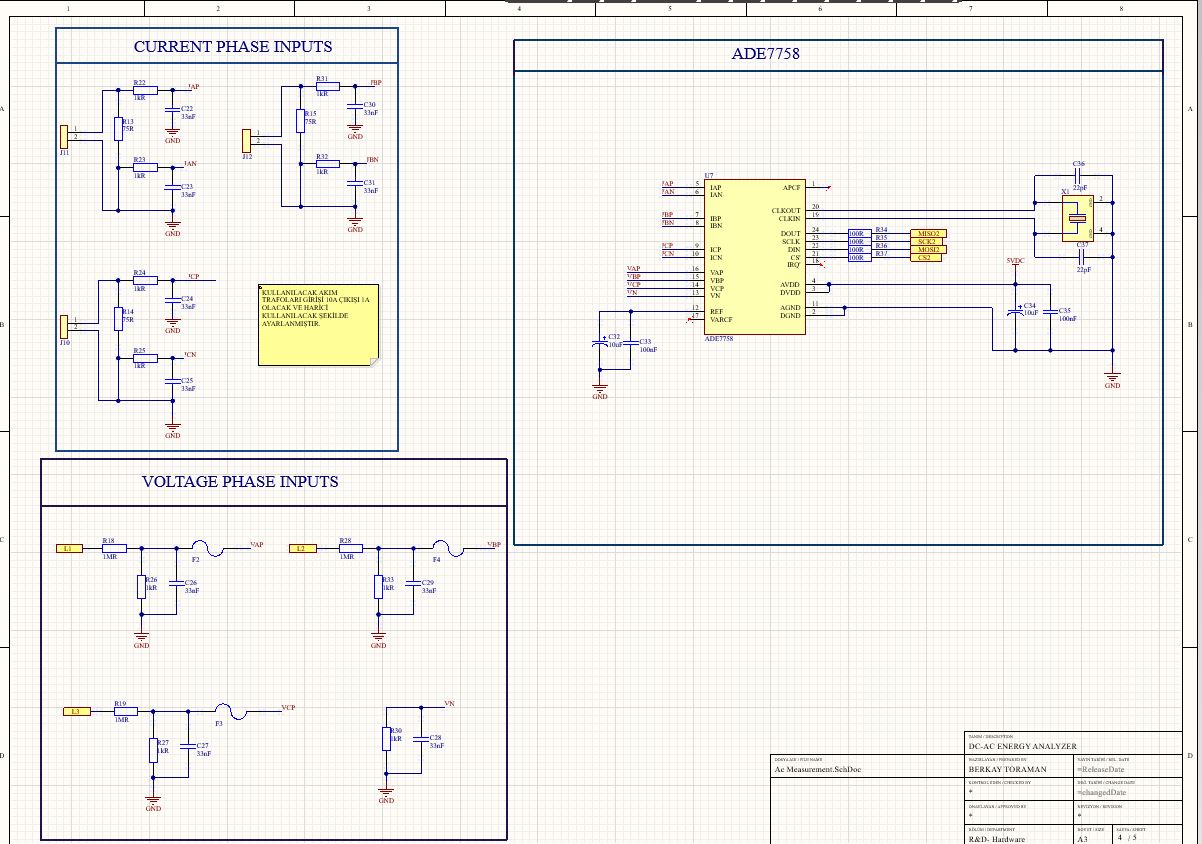 1 2 3 4 5 6 7 8
CURRENT PHASE INPUTS
R22
1kR
IAP
C22
33nF
GND
R13
75R
1
2
J11
R23
1kR
IAN
C23
33nF
GND
R31
1kR
IBP
C30
33nF
GND
R15
75R
1
2
J12
R32
1kR
IBN
C31
33nF
GND
R24
1kR
ICP
C24
33nF
GND
R14
75R
1
2
J10
R25
1kR
ICN
C25
33nF
GND
KULLANILACAK AKIM
TRAFOLARI GİRİŞİ 10A ÇIKIŞI 1A
OLACAK VE HARİCİ
KULLANILACAK ŞEKİLDE
AYARLANMIŞTIR.
ADE7758
U7
IAP 5 IAP
IAN 6 IAN
IBP 7 IBP
IBN 8 IBN
ICP 9 ICP
ICN 10 ICN
VAP 16 VAP
VBP 15 VBP
VCP 14 VCP
VN 13 VN
12 REF
17 VARCF
APCF 1
CLKOUT 20
CLKIN 19
DOUT 24 100R R34 MISO2
SCLK 23 100R R35 SCK2
DIN 22 100R R36 MOSI2
CS 21 100R R37 CS2
IRQ 18
AVDD 4
DVDD 3
AGND 11
DGND 2
ADE7758
C32
10uF
C33
100nF
GND
C36
22pF
X1
2
4
C37
22pF
5VDC
C34
10uF
C35
100nF
GND
VOLTAGE PHASE INPUTS
L1
R18
1MR
F2
VAP
R26
1kR
C26
33nF
GND
L2
R28
1MR
F4
VBP
R33
1kR
C29
33nF
GND
L3
R19
1MR
F3
VCP
R27
1kR
C27
33nF
GND
VN
R30
1kR
C28
33nF
GND
A
B
C
D
A
B
C
D
TANIM / DESCRIPTION
DC-AC ENERGY ANALYZER
DOSYA ADI / FILE NAME
Ac Measurement.SchDoc
HAZIRLAYAN / PREPARED BY
BERKAY TORAMAN
YAYIN TARİHİ / REL. DATE
=ReleaseDate
KONTROL EDEN / CHECKED BY
*
DEĞ. TARİHİ / CHANGE DATE
=changedDate
ONAYLAYAN / APPROVED BY
*
REVİZYON / REVISION
*
BÖLÜM / DEPARTMENT
R&D- Hardware
BOYUT / SIZE
A3
SAYFA / SHEET
4 / 5